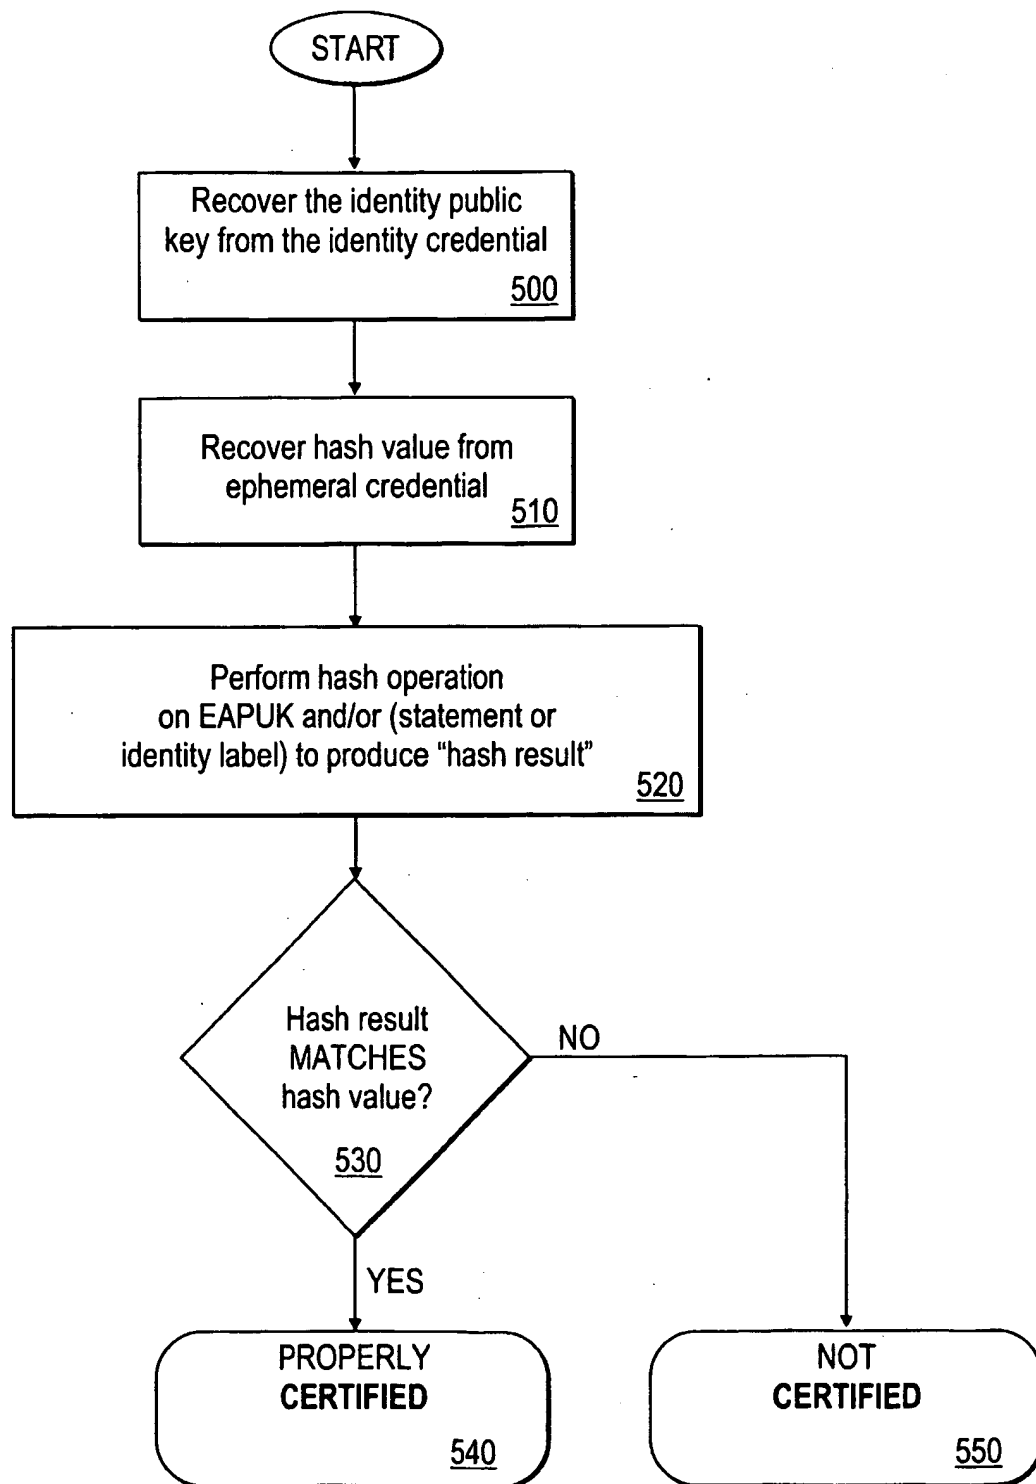 START
Recover the identity public
key from the identity credential
500
Recover hash value from
ephemeral credential
510
Perform hash operation
on EAPUK and/or (statement or
identity label) to produce “hash result”
520
Hash result
MATCHES
hash value?
530
NO
YES
PROPERLY
CERTIFIED
540
NOT
CERTIFIED
550